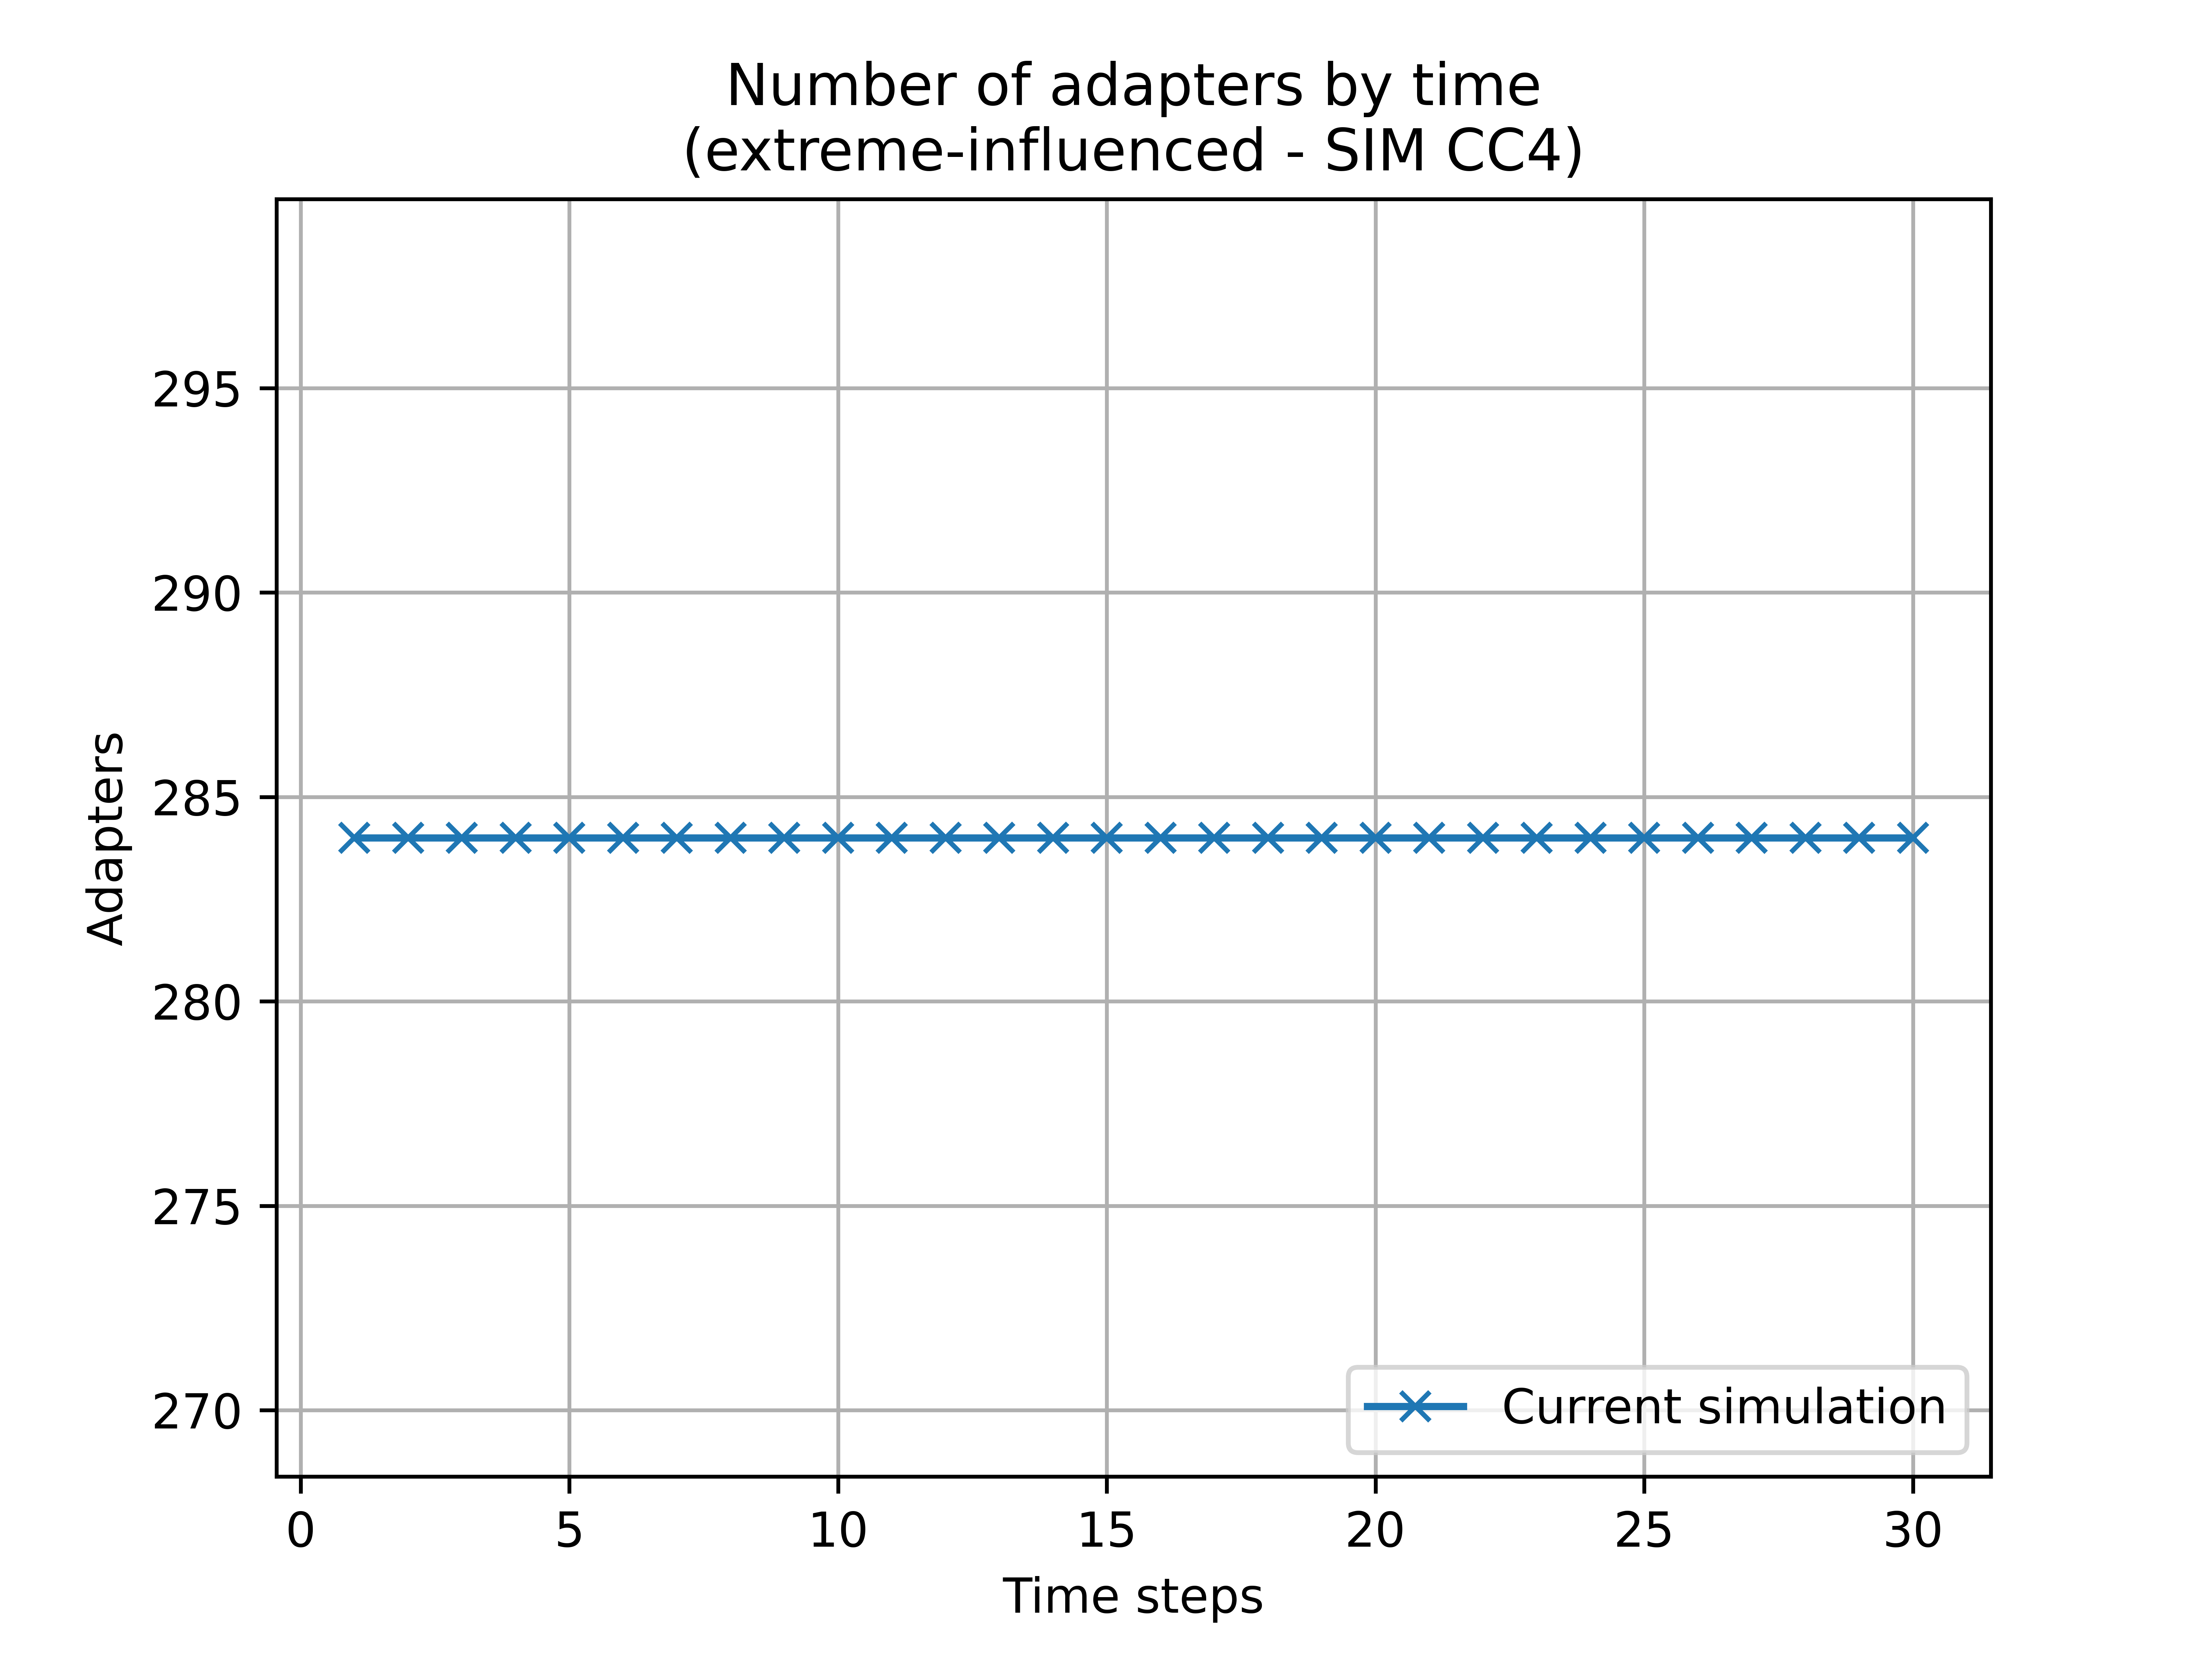 Number of adapters by time
(extreme-influenced - SIM CC4)
Adapters
295
290
285
280
275
270
Current simulation
0 5 10 15 20 25 30
Time steps